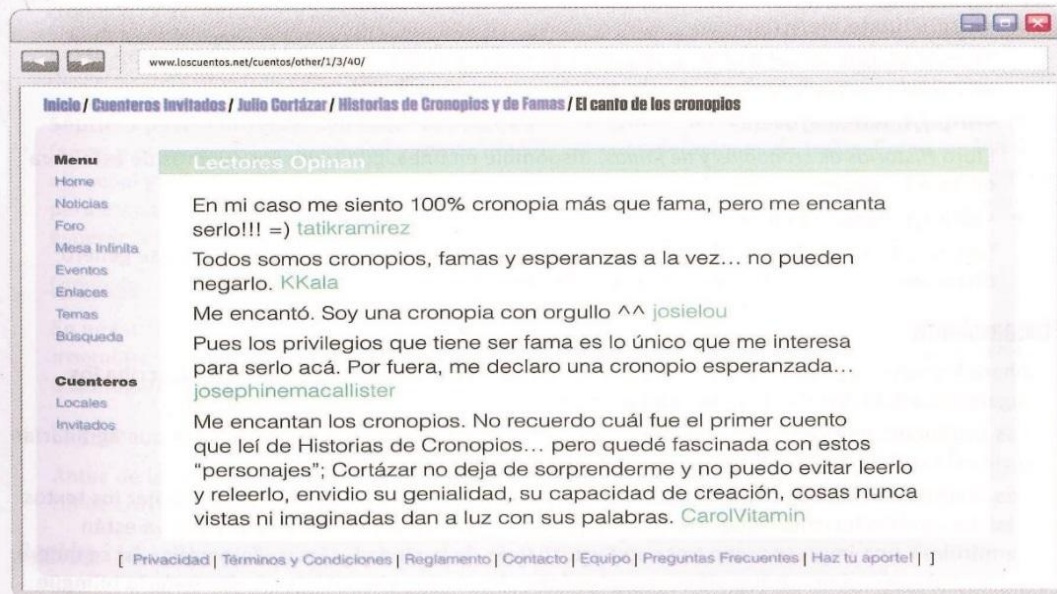 www.loscuentos.net/cuentos/other/1/3/40/
Inicio / Cuenteros Invitados / Julio Cortázar / Historias de Cronopios y de Famas / El canto de los cronopios
Menu
Home
Noticias
Foro
Mesa Infinita
Eventos
Enlaces
Temas
Búsqueda
Cuenteros
Locales
Invitados
Lectores Opinan
En mi caso me siento 100% cronopia más que fama, pero me encanta
serlo!!! =) tatikramirez
Todos somos cronopios, famas y esperanzas a la vez... no pueden
negarlo. KKala
Me encantó. Soy una cronopia con orgullo ^^ josielou
Pues los privilegios que tiene ser fama es lo único que me interesa
para serlo acá. Por fuera, me declaro una cronopio esperanzada...
josephinemacallister
Me encantan los cronopios. No recuerdo cuál fue el primer cuento
que leí de Historias de Cronopios... pero quedé fascinada con estos
"personajes"; Cortázar no deja de sorprenderme y no puedo evitar leerlo
y releerlo, envidio su genialidad, su capacidad de creación, cosas nunca
vistas ni imaginadas dan a luz con sus palabras. CarolVitamin
[ Privacidad | Términos y Condiciones | Reglamento | Contacto | Equipo | Preguntas Frecuentes | Haz tu aporte! | ]